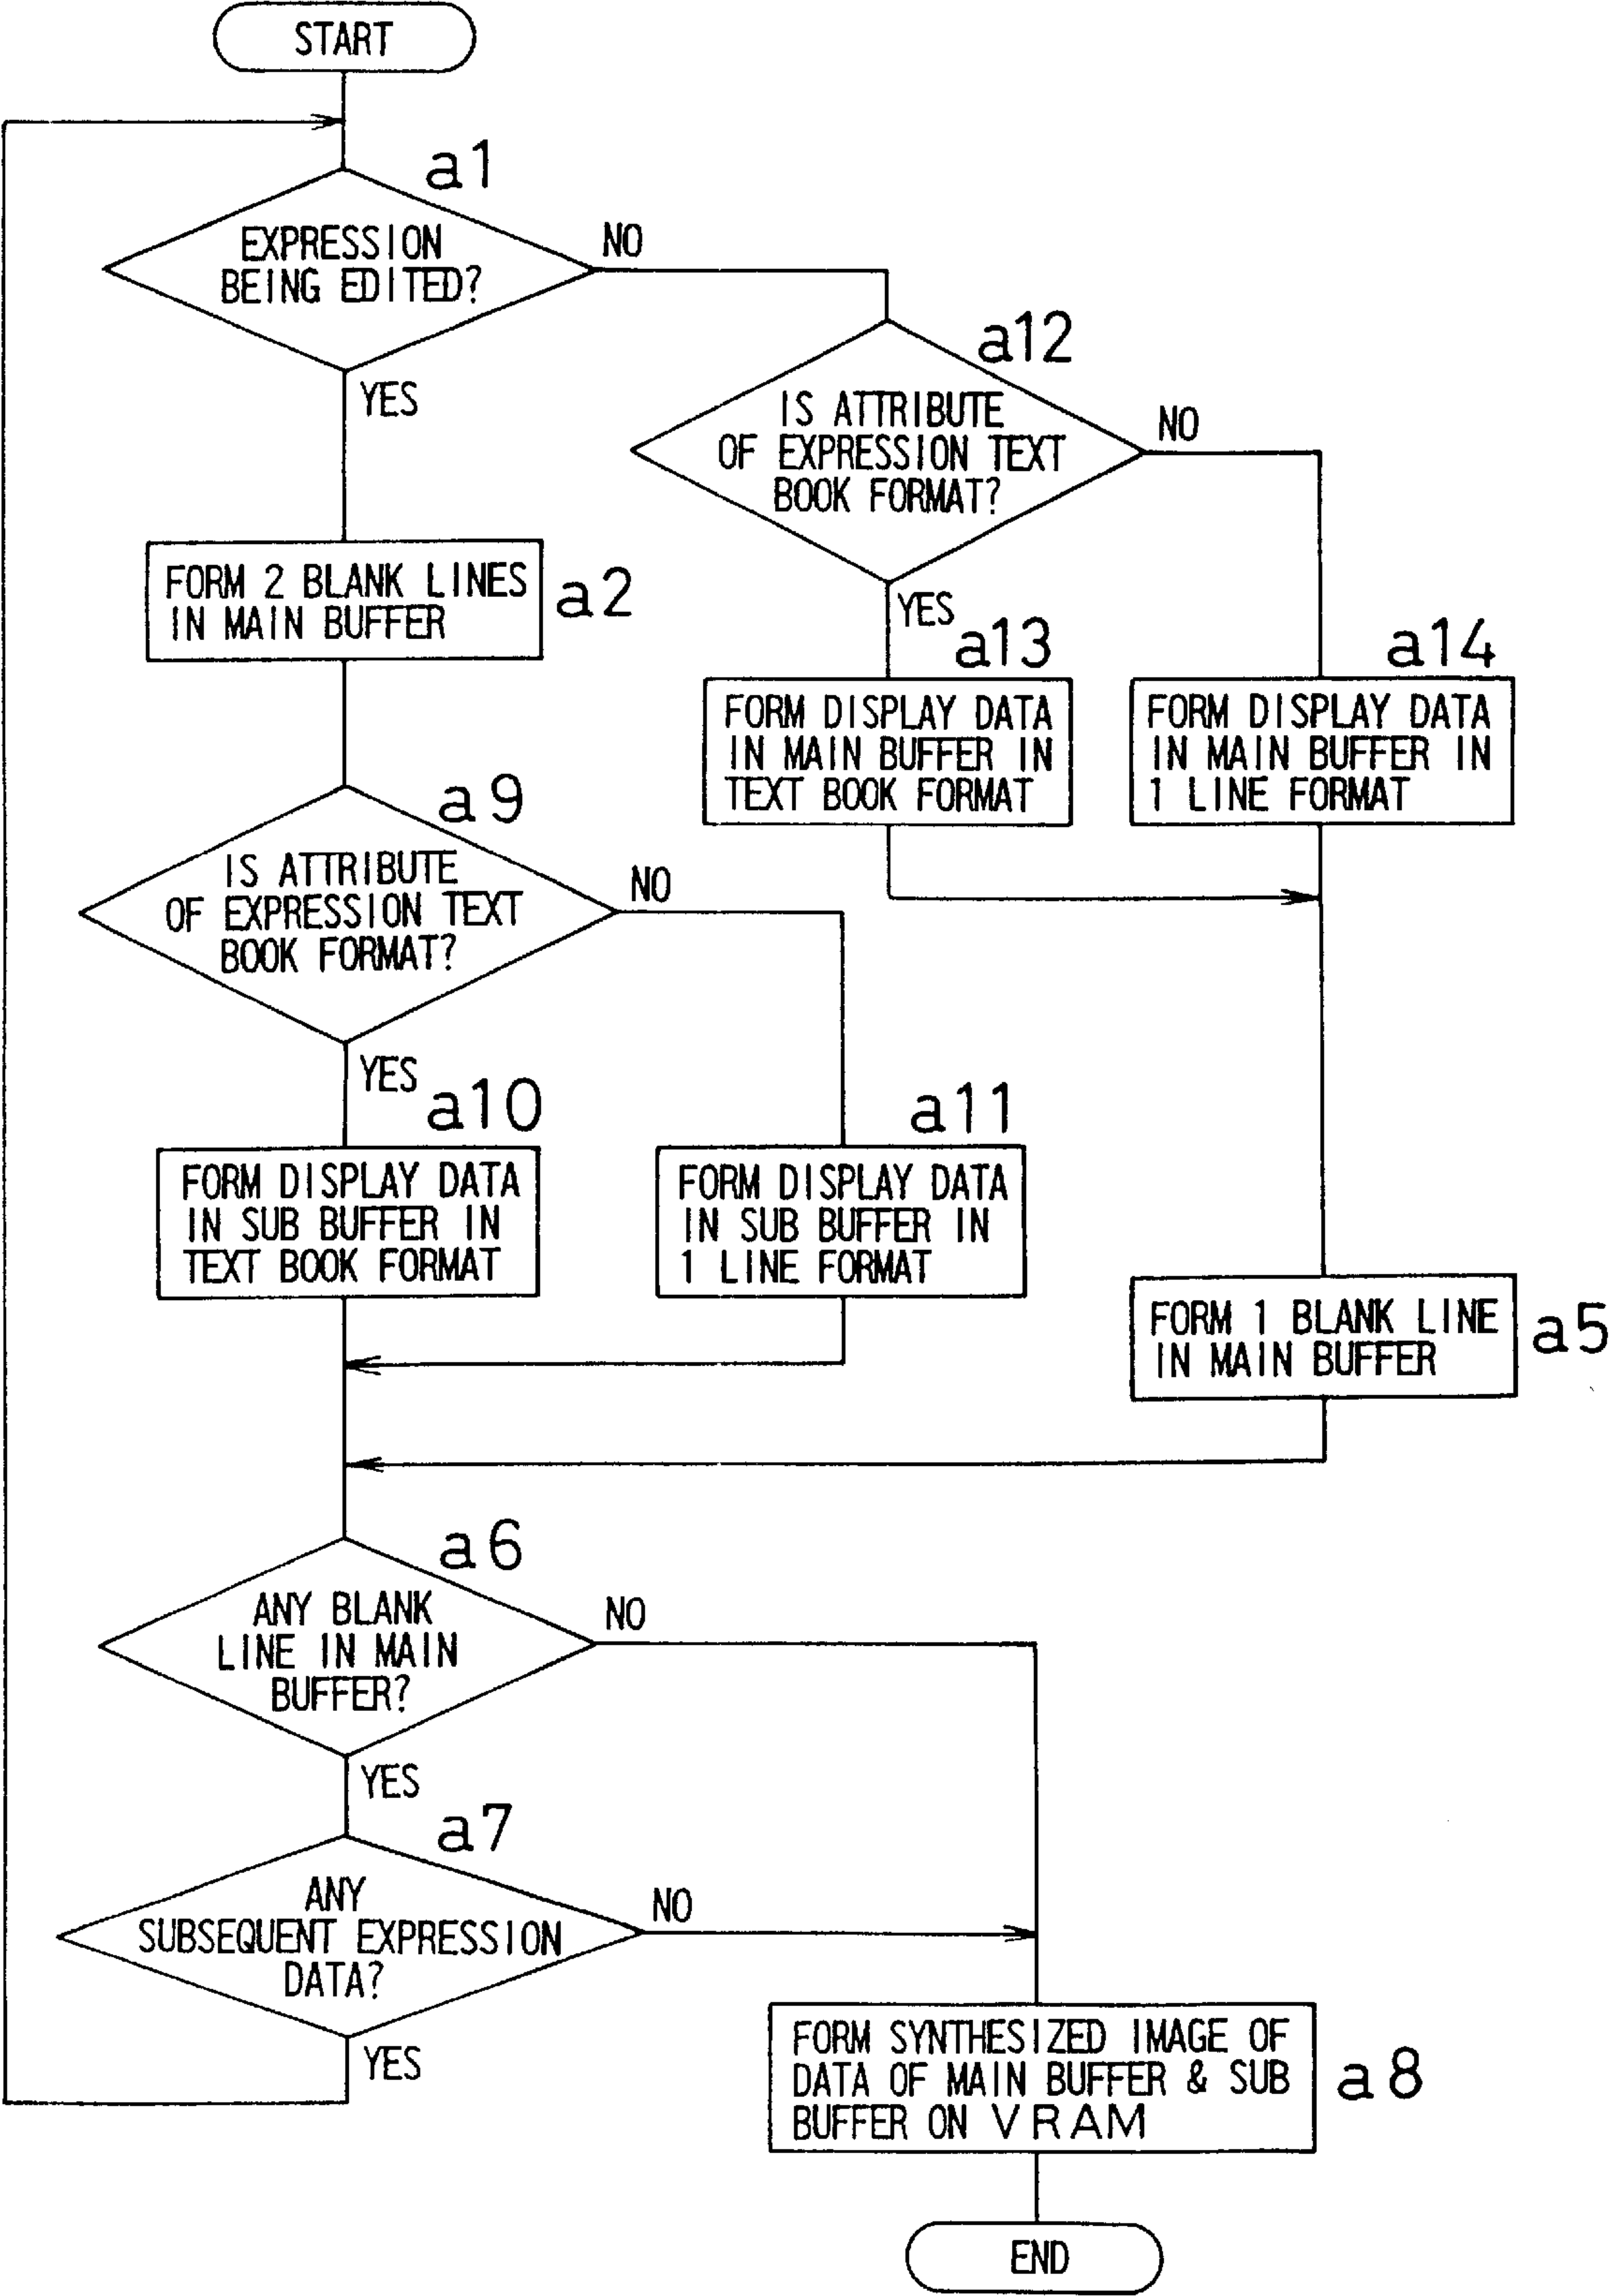 START
a1
EXPRESSION
BEING EDITED?
NO
YES
a12
IS ATTRIBUTE
OF EXPRESSION TEXT
BOOK FORMAT?
NO
YES
FORM 2 BLANK LINES
IN MAIN BUFFER
a2
a13
FORM DISPLAY DATA
IN MAIN BUFFER IN
TEXT BOOK FORMAT
a14
FORM DISPLAY DATA
IN MAIN BUFFER IN
1 LINE FORMAT
a9
IS ATTRIBUTE
OF EXPRESSION TEXT
BOOK FORMAT?
NO
YES
a10
FORM DISPLAY DATA
IN SUB BUFFER IN
TEXT BOOK FORMAT
a11
FORM DISPLAY DATA
IN SUB BUFFER IN
1 LINE FORMAT
FORM 1 BLANK LINE
IN MAIN BUFFER
a5
a6
ANY BLANK
LINE IN MAIN
BUFFER?
NO
YES
a7
ANY
SUBSEQUENT EXPRESSION
DATA?
NO
YES
FORM SYNTHESIZED IMAGE OF
DATA OF MAIN BUFFER & SUB
BUFFER ON VRAM
a8
END